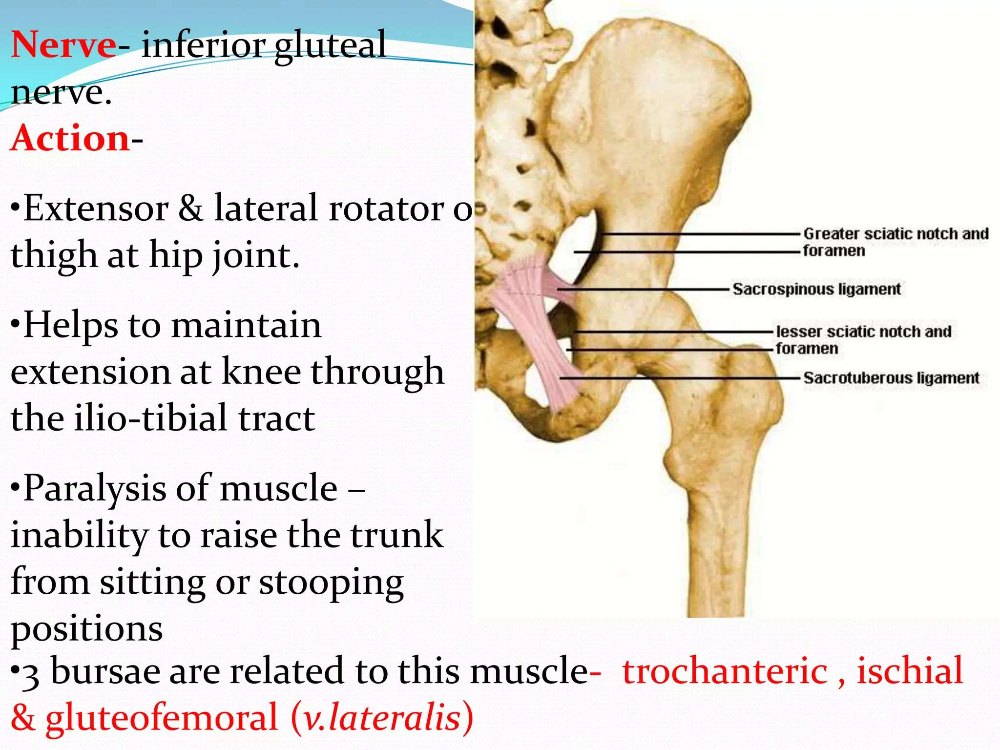 Nerve- inferior gluteal
nerve.
Action-
•Extensor & lateral rotator o
thigh at hip joint.
•Helps to maintain
extension at knee through
the ilio-tibial tract
•Paralysis of muscle –
inability to raise the trunk
from sitting or stooping
positions
•3 bursae are related to this muscle- trochanteric , ischial
& gluteofemoral (v.lateralis)
Greater sciatic notch and
foramen
Sacrospinous ligament
lesser sciatic notch and
foramen
Sacrotuberous ligament